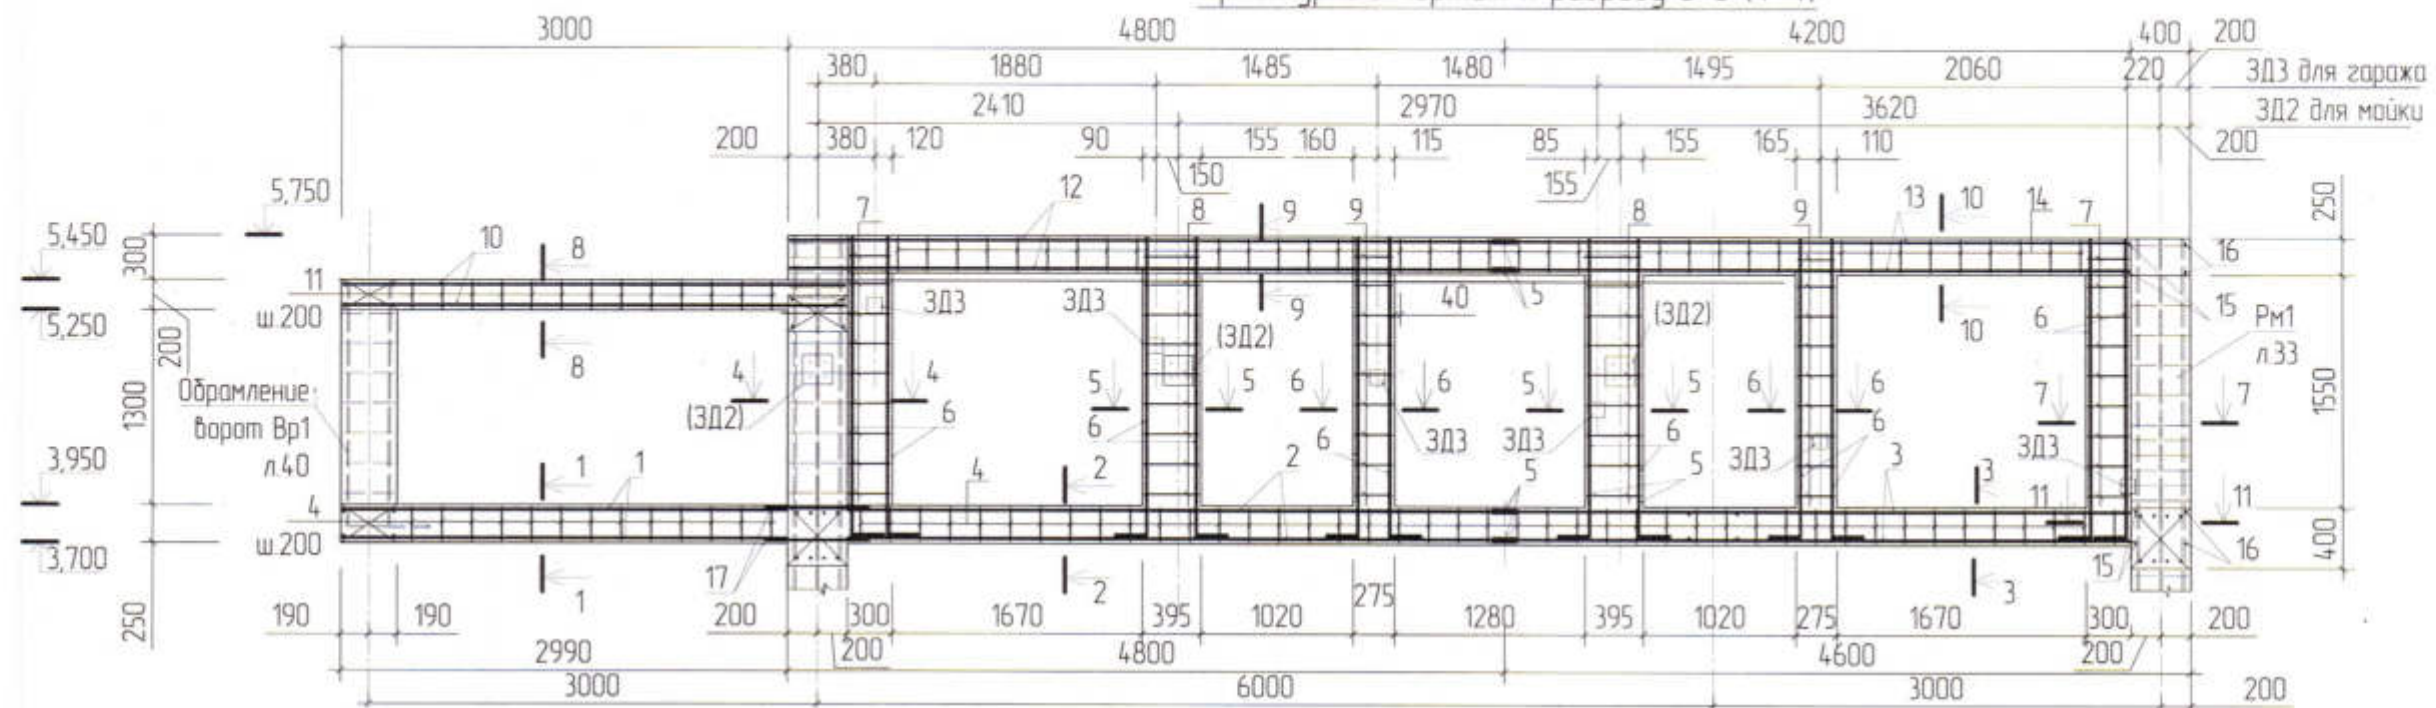 3000 4800 4200 400 200
380 1880 1485 1480 1495 2060 220 ЗД3 для гаража
2410 2970 3620 ЗД2 для мойки
200 380 120 90 155 160 115 85 155 165 110 200
150 155
5,750 7 12 8 9 9 8 9 13 10 14 7 250
5,450 300 10 8 16
11 ЗД3 ЗД3 40 5 15
5,250 ш.200 9 (ЗД2) (ЗД2) 10 6 Рм1
200 л.33
8
Обрамление 4 4 5 5 6 6 5 5 6 6 7 7
ворот Вр1 1300 (ЗД2) 6 6 6 ЗД3 ЗД3 6 ЗД3 6 ЗД3 1550
л.40
3,950 1 1 4 2 2 5 5 3 3
4 11 11
3,700 ш.200 17 15 16 400
1 2 275 3
250 190 190 200 300 1670 395 1020 1280 395 1020 275 1670 300 200
2990 200 4800 4600 200
3000 6000 3000 200